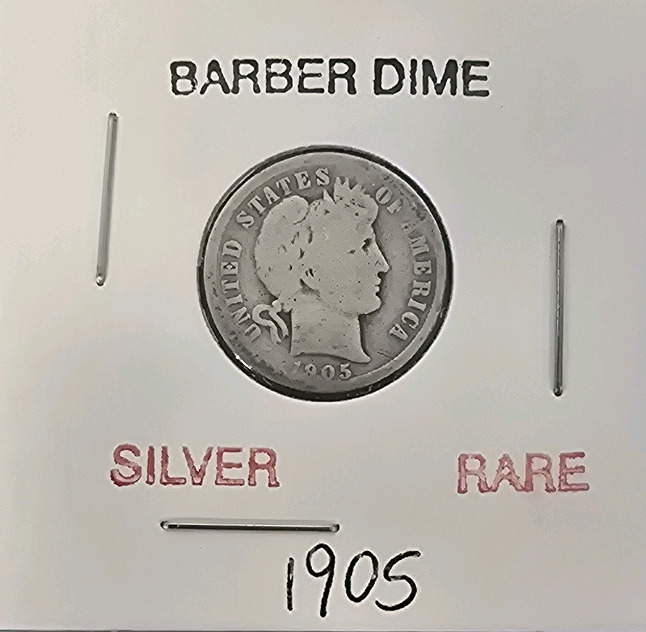 BARBER DIME
UNITED STATES OF AMERICA
1905
SILVER RARE
1905